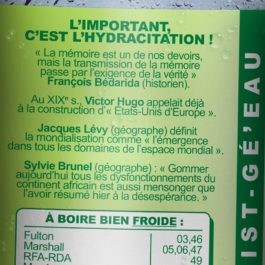 L'IMPORTANT,
C'EST L'HYDRACITATION !
« La mémoire est un de nos devoirs,
mais la transmission de la mémoire
passe par l'exigence de la vérité »
François Bédarida (historien).
Au XIXe s., Victor Hugo appelait déjà
à la construction d'« États-Unis d'Europe ».
Jacques Lévy (géographe) définit
la mondialisation comme « l'émergence
dans tous les domaines de l'espace mondial ».
Sylvie Brunel (géographe) : « Gommer
aujourd'hui tous les dysfonctionnements du
continent africain est aussi mensonger que
l'avoir résumé hier à la désespérance. »
À BOIRE BIEN FROIDE :
Fulton 03,46
Marshall 05,06,47
RFA-RDA 49
IST-GÉ'EAU